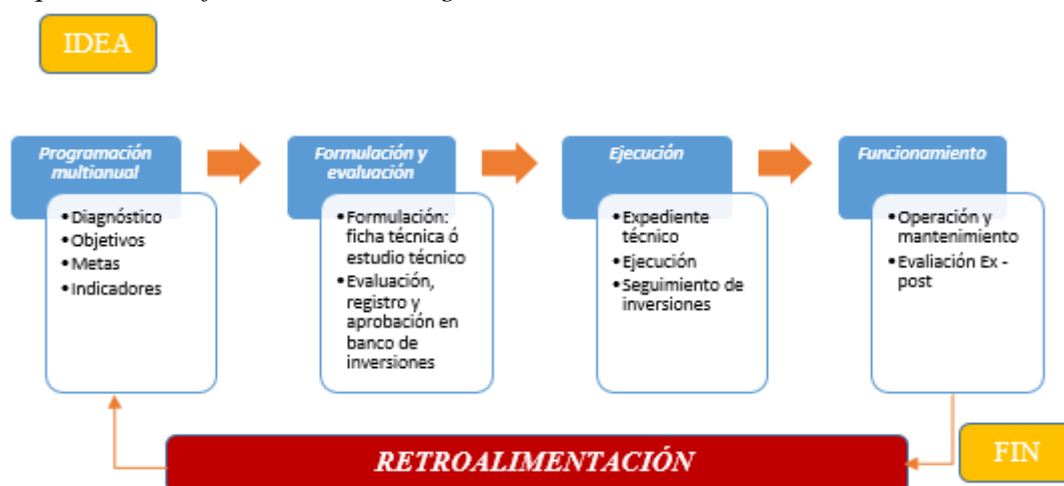 IDEA
Programación
multianual
• Diagnóstico
• Objetivos
• Metas
• Indicadores
Formulación y
evaluación
• Formulación:
ficha técnica ó
estudio técnico
• Evaluación,
registro y
aprobación en
banco de
inversiones
Ejecución
• Expediente
técnico
• Ejecución
• Seguimiento de
inversiones
Funcionamiento
• Operación y
mantenimiento
• Evaliación Ex -
post
RETROALIMENTACIÓN
FIN